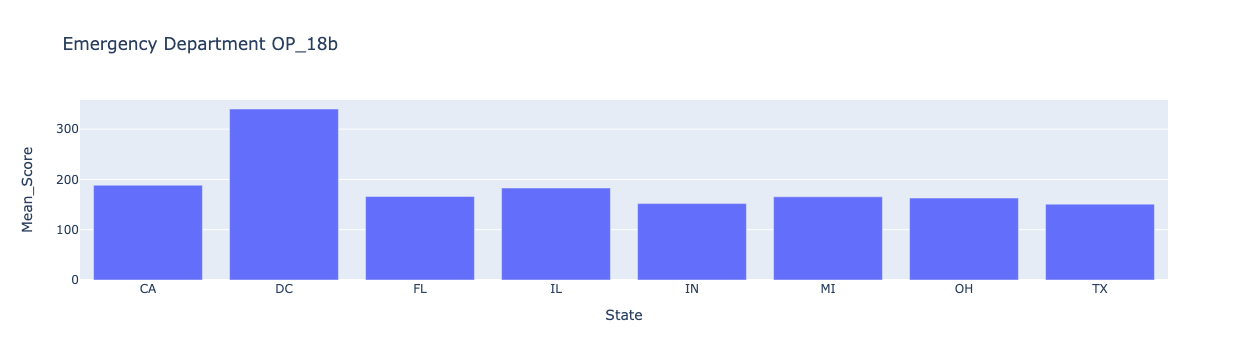 Emergency Department OP_18b
Mean_Score
300
200
100
0
CA DC FL IL IN MI OH TX
State